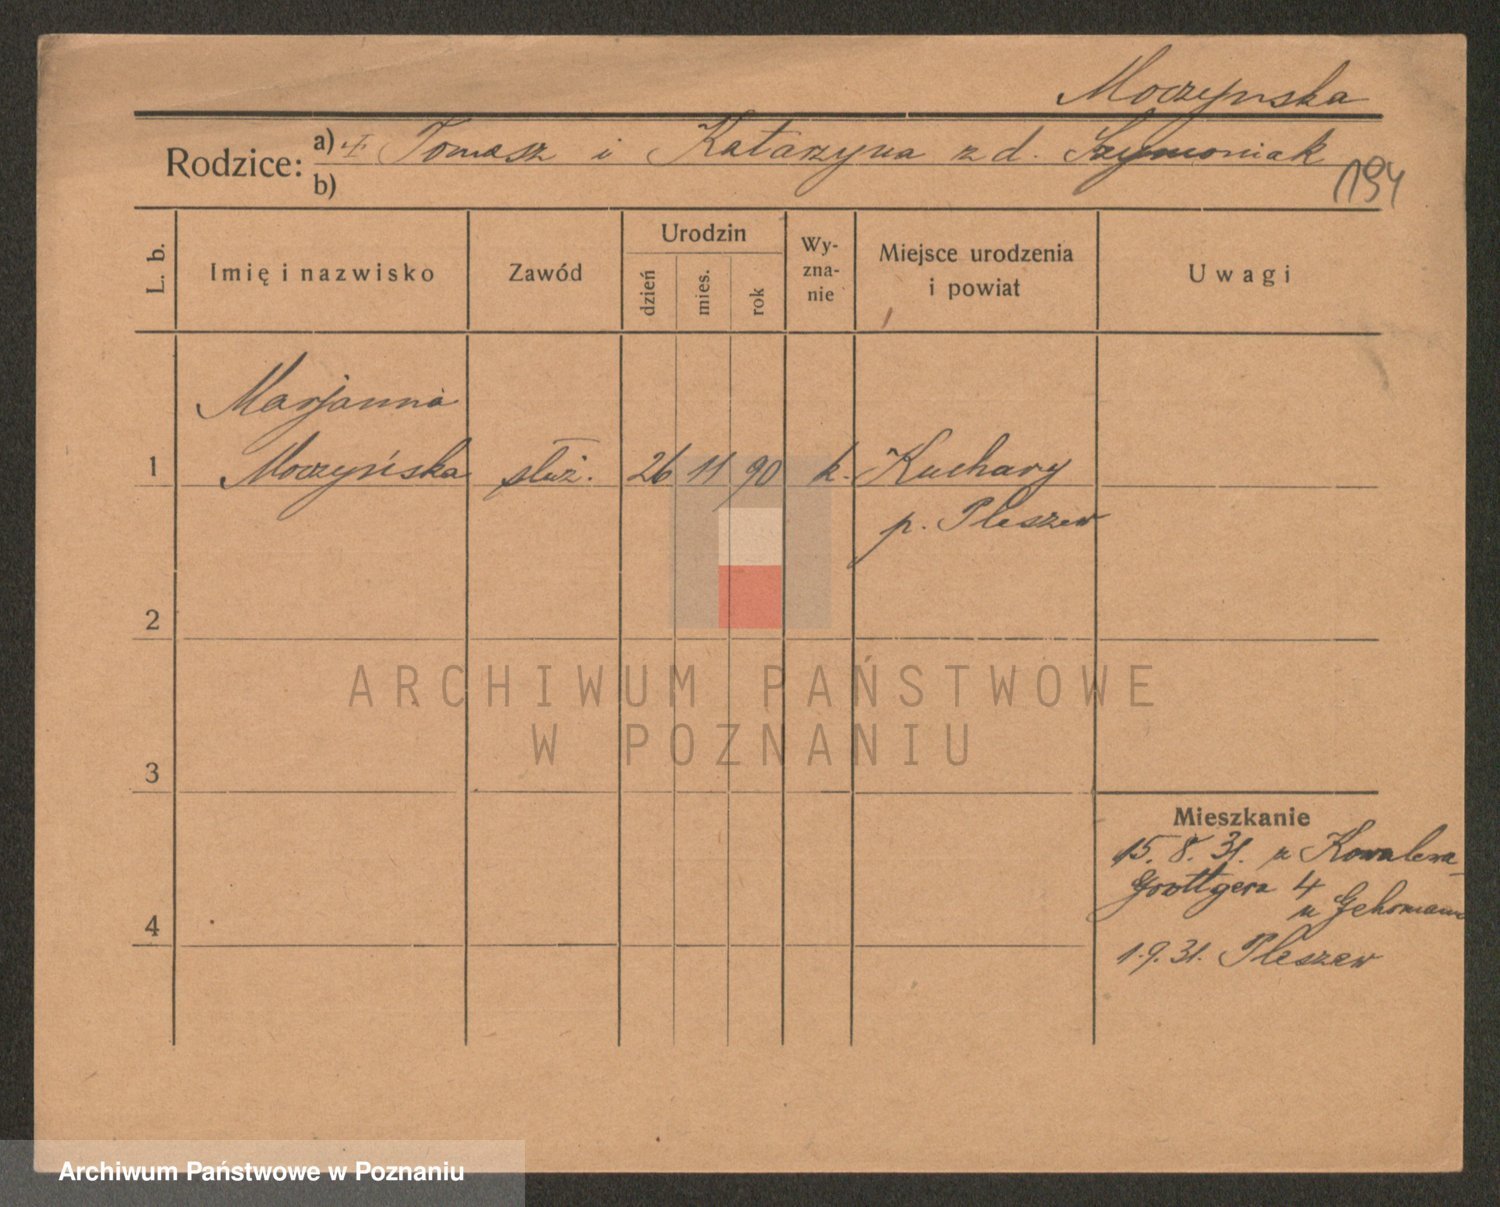 Moczyńska
Rodzice: a) Tomasz i Katarzyna z d. Szymoniak
b)
194
L. b.
Imię i nazwisko
Zawód
Urodzin
dzień
mies.
rok
Wy-
zna-
nie
Miejsce urodzenia
i powiat
Uwagi
Marjanna
1 Moczyńska służ. 26 11 90 k. Kuchary
p. Pleszew
2
ARCHIWUM PAŃSTWOWE
W POZNANIU
3
Mieszkanie
15. 8. 31. z Kowalewa
Grottgera 4
4
1.9.31. Pleszew
Archiwum Państwowe w Poznaniu